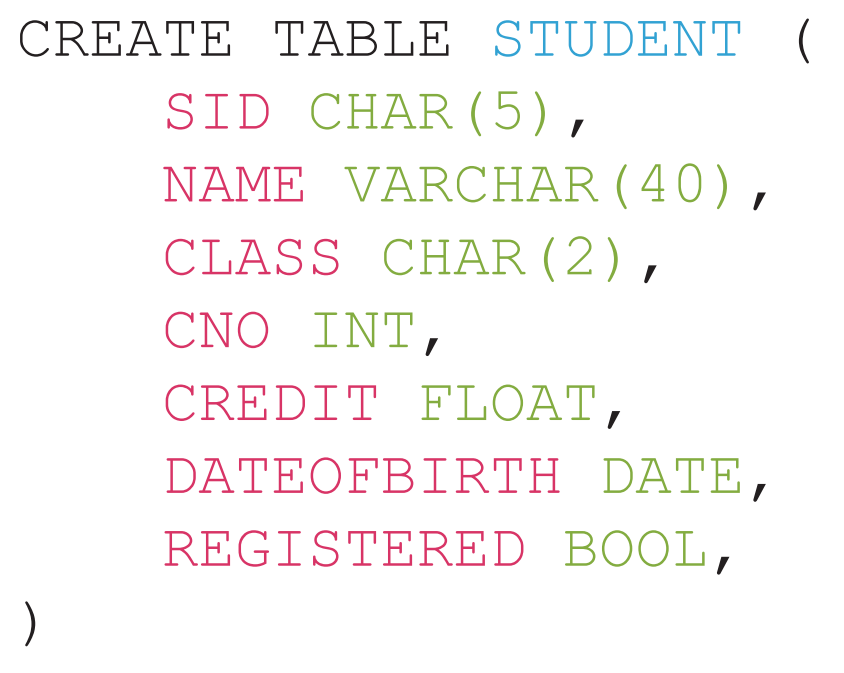 CREATE TABLE STUDENT (
SID CHAR(5),
NAME VARCHAR(40),
CLASS CHAR(2),
CNO INT,
CREDIT FLOAT,
DATEOFBIRTH DATE,
REGISTERED BOOL,
)